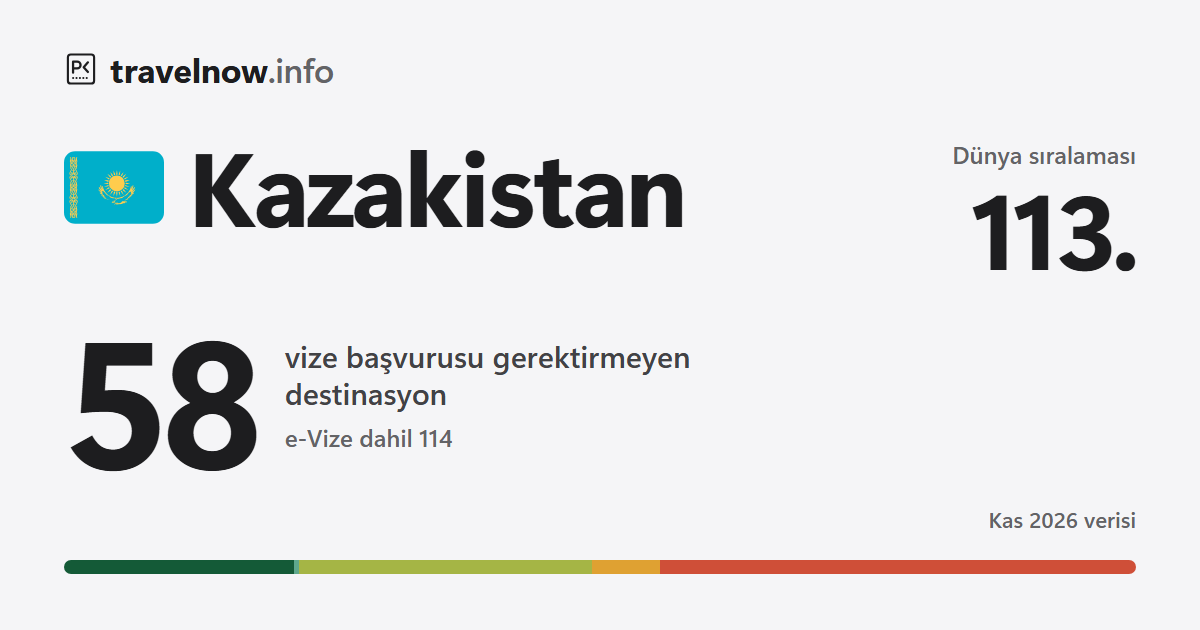 travelnow.info
Kazakistan
Dünya sıralaması
113.
58
vize başvurusu gerektirmeyen
destinasyon
e-Vize dahil 114
Kas 2026 verisi